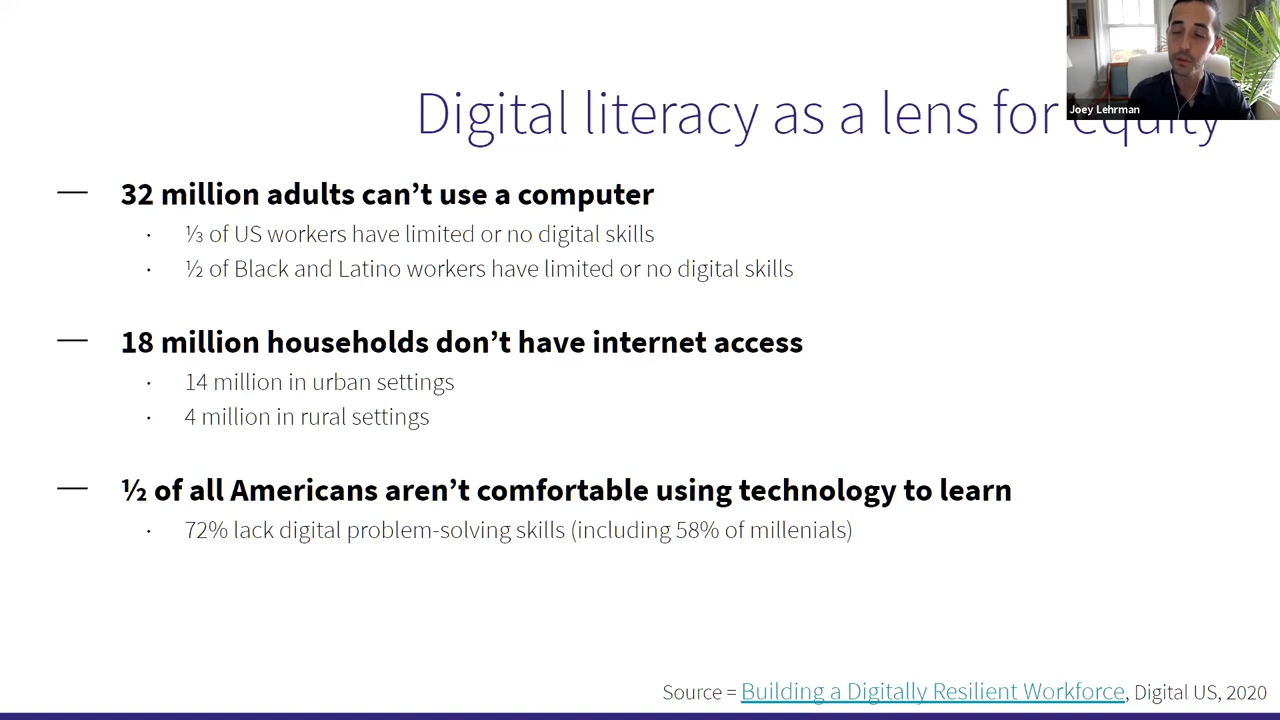 Joey Lehrman
Digital literacy as a lens for equity
— 32 million adults can’t use a computer
· ⅓ of US workers have limited or no digital skills
· ½ of Black and Latino workers have limited or no digital skills
— 18 million households don’t have internet access
· 14 million in urban settings
· 4 million in rural settings
— ½ of all Americans aren’t comfortable using technology to learn
· 72% lack digital problem-solving skills (including 58% of millenials)
Source = Building a Digitally Resilient Workforce, Digital US, 2020